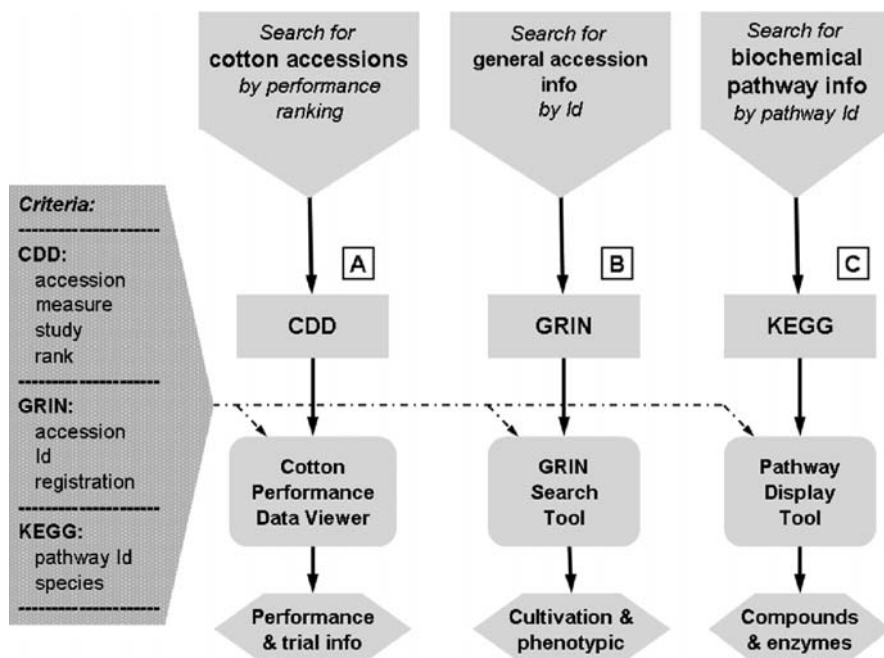 Search for
cotton accessions
by performance
ranking
Search for
general accession
info
by Id
Search for
biochemical
pathway info
by pathway Id
Criteria:
CDD:
accession
measure
study
rank
GRIN:
accession
Id
registration
KEGG:
pathway Id
species
A
B
C
CDD
GRIN
KEGG
Cotton
Performance
Data Viewer
GRIN
Search
Tool
Pathway
Display
Tool
Performance
& trial info
Cultivation &
phenotypic
Compounds
& enzymes